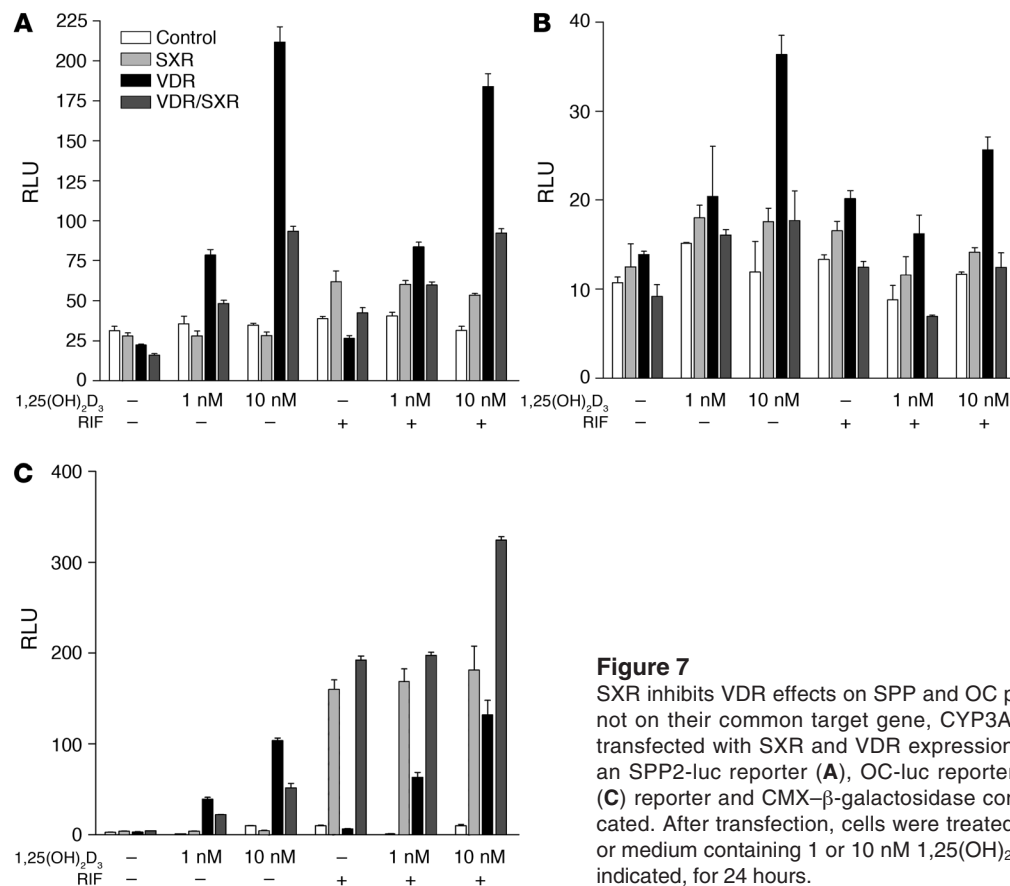 A
225
200
175
150
125
100
75
50
25
0
RLU
Control
SXR
VDR
VDR/SXR
1,25(OH)₂D₃ – 1 nM 10 nM – 1 nM 10 nM
RIF – – – + + +
B
40
30
20
10
0
RLU
1,25(OH)₂D₃ – 1 nM 10 nM – 1 nM 10 nM
RIF – – – + + +
C
400
300
200
100
0
RLU
1,25(OH)₂D₃ – 1 nM 10 nM – 1 nM 10 nM
RIF – – – + + +
Figure 7
SXR inhibits VDR effects on SPP and OC p
not on their common target gene, CYP3A
transfected with SXR and VDR expression
an SPP2-luc reporter (A), OC-luc reporter
(C) reporter and CMX–β-galactosidase con
cated. After transfection, cells were treated
or medium containing 1 or 10 nM 1,25(OH)₂
indicated, for 24 hours.